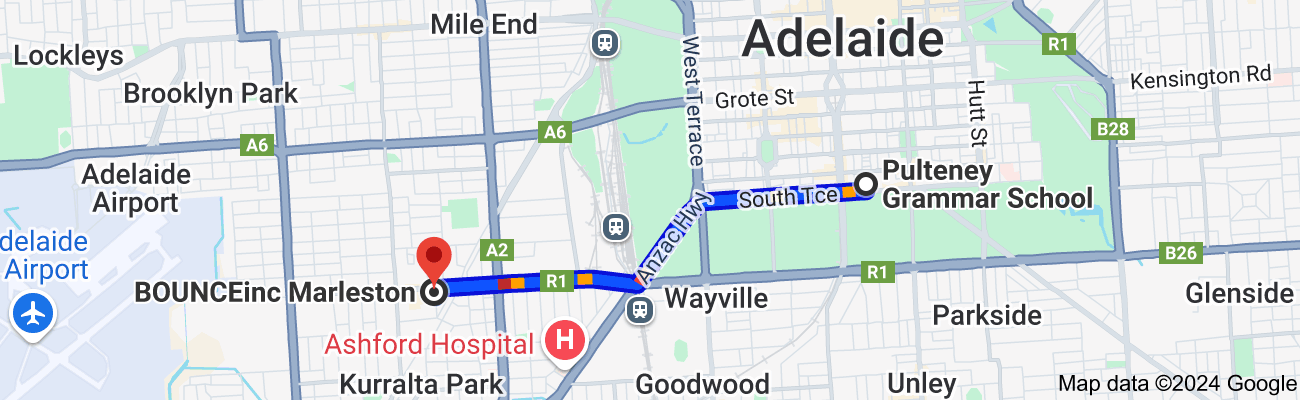 Mile End
Adelaide
R1
Lockleys
Kensington Rd
Brooklyn Park
Grote St
Hutt St
West Terrace
A6
B28
A6
Adelaide
Airport
Pulteney
Grammar School
South Tce
Anzac Hwy
delaide
Airport
A2
B26
R1
R1
BOUNCEinc Marleston
Wayville
Glenside
Parkside
Ashford Hospital
H
Kurralta Park
Goodwood
Unley
Map data ©2024 Google